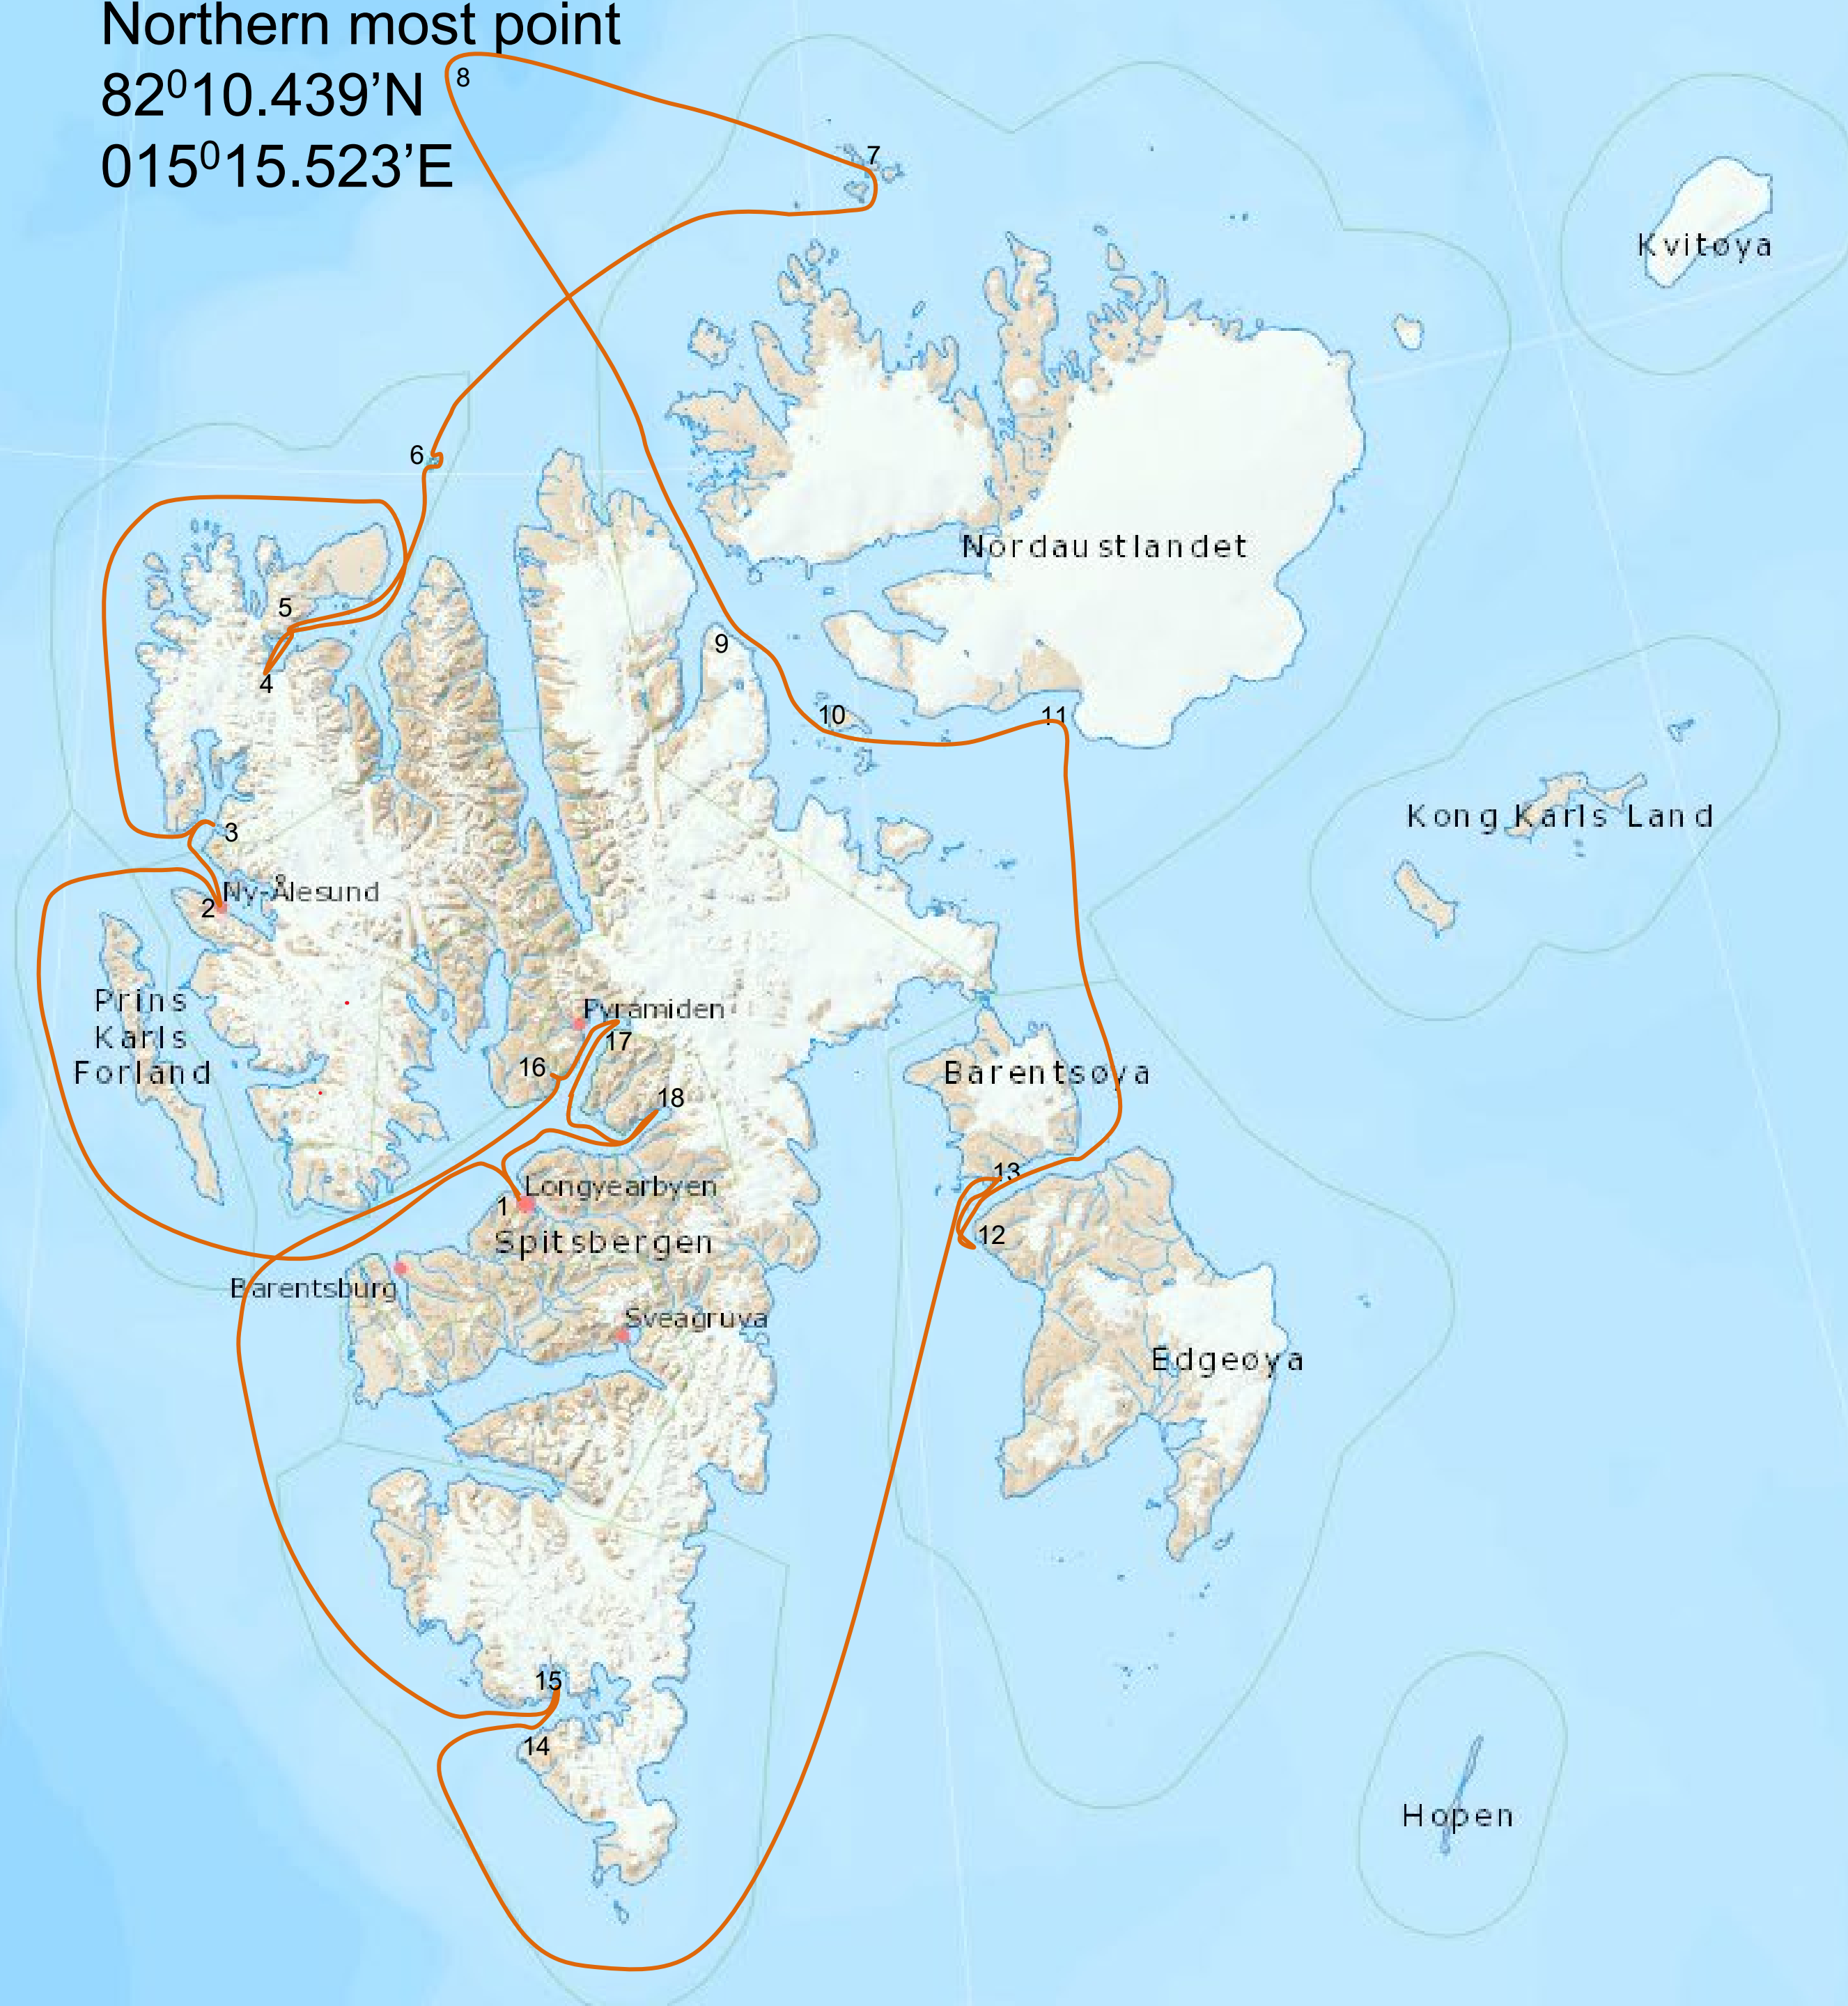 Northern most point
82⁰10.439’N
015⁰15.523’E
8
7
Kvitøya
6
Nordaustlandet
5
9
4
10
11
Kong Karls Land
3
Ny-Ålesund
2
Prins
Karls
Forland
Pyramiden
17
16
Barentsøya
18
13
Longyearbyen
1
12
Spitsbergen
Barentsburg
Sveagruva
Edgeøya
15
14
Hopen